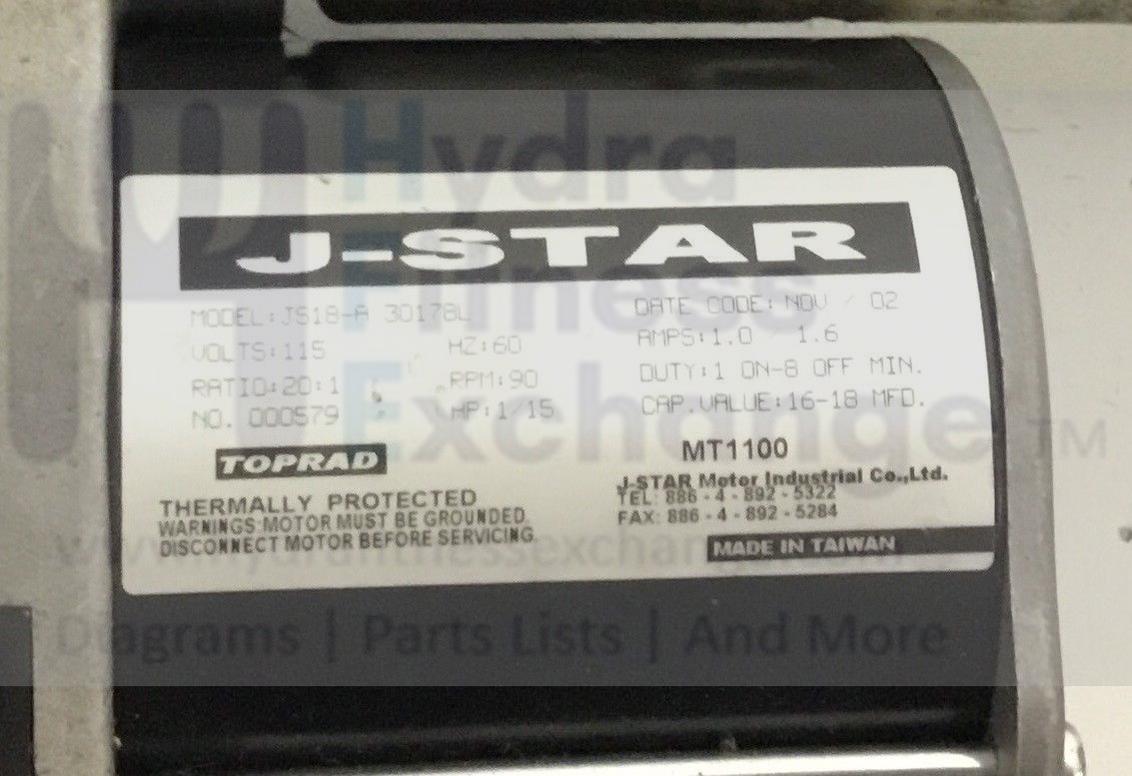 J-STAR
MODEL:JS18-A 30178L
DATE CODE: NOV / 02
VOLTS:115 HZ:60
AMPS:1.0 1.6
RATIO:20:1 RPM:90
DUTY:1 ON-8 OFF MIN.
NO. 000579 HP:1/15
CAP.VALUE:16-18 MFD.
TOPRAD
MT1100
THERMALLY PROTECTED
WARNINGS:MOTOR MUST BE GROUNDED.
DISCONNECT MOTOR BEFORE SERVICING.
J-STAR Motor Industrial Co.,Ltd.
TEL: 886-4-892-5322
FAX: 886-4-892-5284
MADE IN TAIWAN
Hydra
Fitness
Exchange TM
www.hydrafitnessexchange.com
Diagrams | Parts Lists | And More